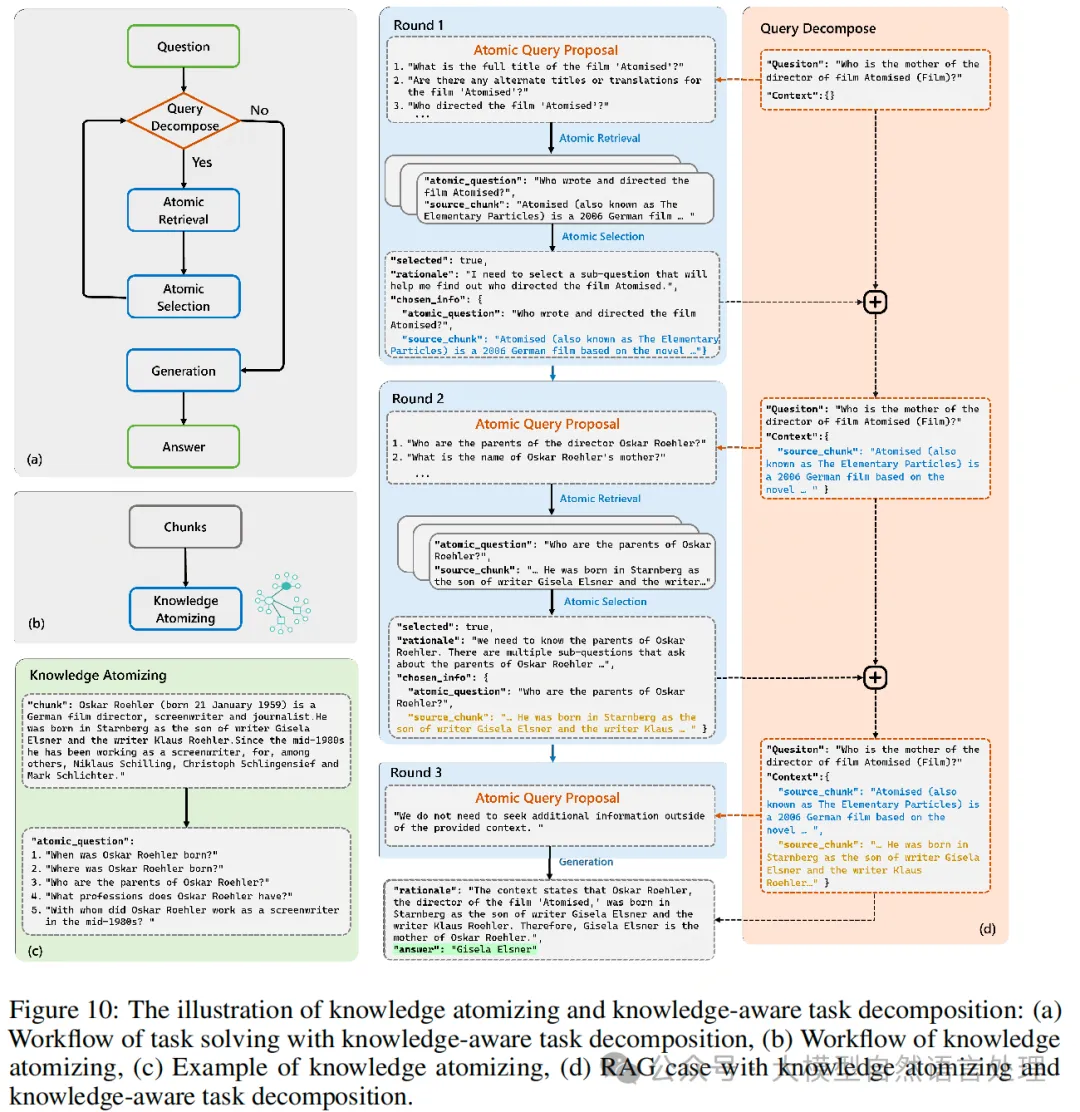 Question
Query
Decompose
No
Yes
Atomic
Retrieval
Atomic
Selection
Generation
Answer
(a)
Chunks
Knowledge
Atomizing
(b)
Knowledge Atomizing
"chunk": Oskar Roehler (born 21 January 1959) is a
German film director, screenwriter and journalist.He
was born in Starnberg as the son of writer Gisela
Elsner and the writer Klaus Roehler.Since the mid-1980s
he has been working as a screenwriter, for, among
others, Niklaus Schilling, Christoph Schlingensief and
Mark Schlichter."
"atomic_question":
1. "When was Oskar Roehler born?"
2. "Where was Oskar Roehler born?"
3. "Who are the parents of Oskar Roehler?"
4. "What professions does Oskar Roehler have?"
5. "With whom did Oskar Roehler work as a screenwriter
in the mid-1980s? "
(c)
Round 1
Atomic Query Proposal
1. "What is the full title of the film 'Atomised'?"
2. "Are there any alternate titles or translations for
the film 'Atomised'?"
3. "Who directed the film 'Atomised'?"
...
Atomic Retrieval
"atomic_question": "Who wrote and directed the
film Atomised?",
"source_chunk": "Atomised (also known as The
Elementary Particles) is a 2006 German film … "
Atomic Selection
"selected": true,
"rationale": "I need to select a sub-question that will
help me find out who directed the film Atomised.",
"chosen_info": {
"atomic_question": "Who wrote and directed the film
Atomised?",
"source_chunk": "Atomised (also known as The Elementary
Particles) is a 2006 German film based on the novel …"}
Round 2
Atomic Query Proposal
1. "Who are the parents of the director Oskar Roehler?"
2. "What is the name of Oskar Roehler's mother?"
...
Atomic Retrieval
"atomic_question": "Who are the parents of Oskar
Roehler?",
"source_chunk": "… He was born in Starnberg as
the son of writer Gisela Elsner and the writer…"
Atomic Selection
"selected": true,
"rationale": "we need to know the parents of Oskar
Roehler. There are multiple sub-questions that ask
about the parents of Oskar Roehler …",
"chosen_info": {
"atomic_question": "Who are the parents of Oskar
Roehler?",
"source_chunk": "… He was born in Starnberg as the
son of writer Gisela Elsner and the writer Klaus … " }
Round 3
Atomic Query Proposal
"We do not need to seek additional information outside
of the provided context. "
Generation
"rationale": "The context states that Oskar Roehler,
the director of the film 'Atomised,' was born in
Starnberg as the son of writer Gisela Elsner and the
writer Klaus Roehler. Therefore, Gisela Elsner is the
mother of Oskar Roehler.",
"answer": "Gisela Elsner"
Query Decompose
"Quesiton": "Who is the mother of the
director of film Atomised (Film)?"
"Context":{}
"Quesiton": "Who is the mother of the
director of film Atomised (Film)?"
"Context":{
"source_chunk": "Atomised (also
known as The Elementary Particles) is
a 2006 German film based on the
novel … " }
"Quesiton": "Who is the mother of the
director of film Atomised (Film)?"
"Context":{
"source_chunk": "Atomised (also
known as The Elementary Particles) is
a 2006 German film based on the novel
… ",
"source_chunk": "… He was born in
Starnberg as the son of writer Gisela
Elsner and the writer Klaus
Roehler…" }
(d)
Figure 10: The illustration of knowledge atomizing and knowledge-aware task decomposition: (a)
Workflow of task solving with knowledge-aware task decomposition, (b) Workflow of knowledge
atomizing, (c) Example of knowledge atomizing, (d) RAG case with knowledge atomizing and
knowledge-aware task decomposition.
公众号 · 大模型自然语言处理